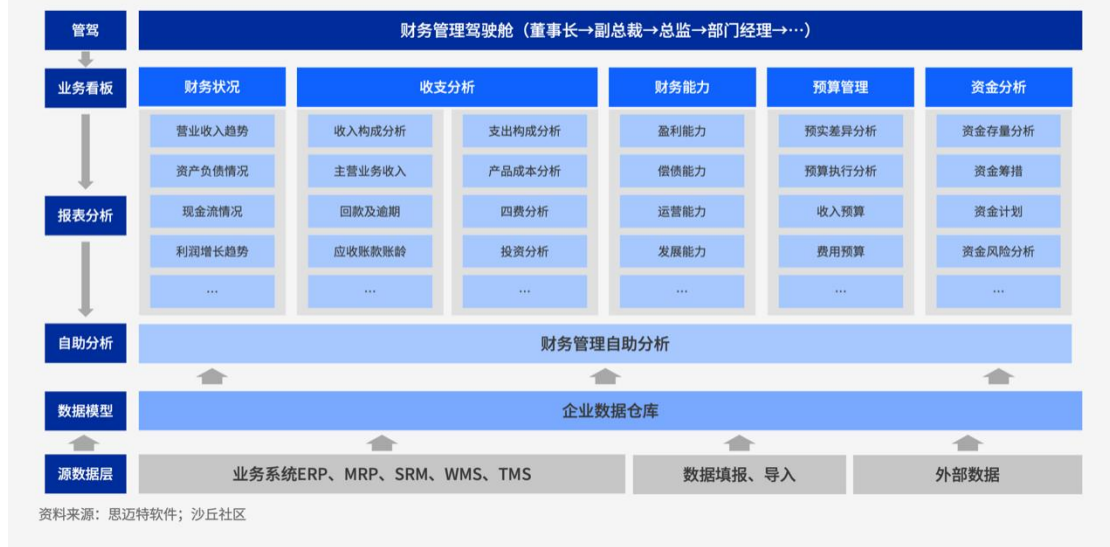 管驾
财务管理驾驶舱（董事长→副总裁→总监→部门经理→…）
业务看板
财务状况
收支分析
财务能力
预算管理
资金分析
营业收入趋势
收入构成分析
支出构成分析
盈利能力
预实差异分析
资金存量分析
资产负债情况
主营业务收入
产品成本分析
偿债能力
预算执行分析
资金筹措
报表分析
现金流情况
回款及逾期
四费分析
运营能力
收入预算
资金计划
利润增长趋势
应收账款账龄
投资分析
发展能力
费用预算
资金风险分析
…
…
…
…
…
…
自助分析
财务管理自助分析
数据模型
企业数据仓库
源数据层
业务系统ERP、MRP、SRM、WMS、TMS
数据填报、导入
外部数据
资料来源：思迈特软件；沙丘社区